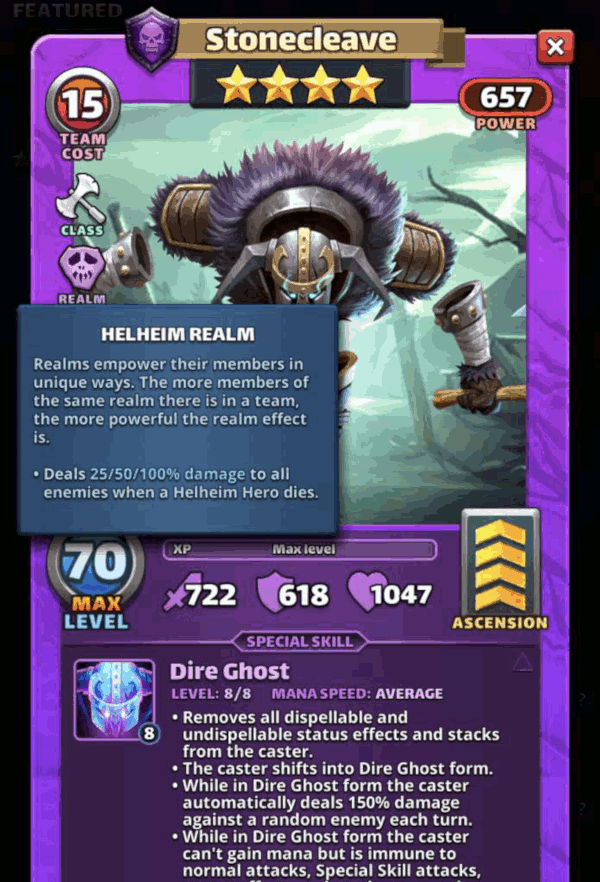 FEATURED
Stonecleave
15
TEAM
COST
657
POWER
CLASS
REALM
HELHEIM REALM
Realms empower their members in
unique ways. The more members of
the same realm there is in a team,
the more powerful the realm effect
is.
• Deals 25/50/100% damage to all
enemies when a Helheim Hero dies.
70
MAX
LEVEL
XP Max level
722 618 1047
ASCENSION
SPECIAL SKILL
Dire Ghost
LEVEL: 8/8 MANA SPEED: AVERAGE
8
• Removes all dispellable and
undispellable status effects and stacks
from the caster.
• The caster shifts into Dire Ghost form.
• While in Dire Ghost form the caster
automatically deals 150% damage
against a random enemy each turn.
• While in Dire Ghost form the caster
can't gain mana but is immune to
normal attacks, Special Skill attacks,